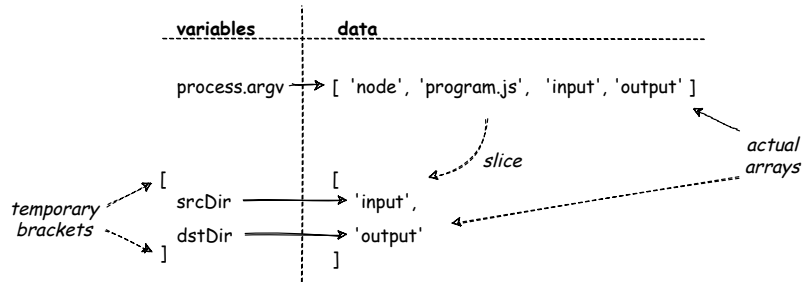 variables data
process.argv [ 'node', 'program.js', 'input', 'output' ]
actual
arrays
slice
[ [
srcDir 'input',
temporary
brackets
dstDir 'output'
] ]